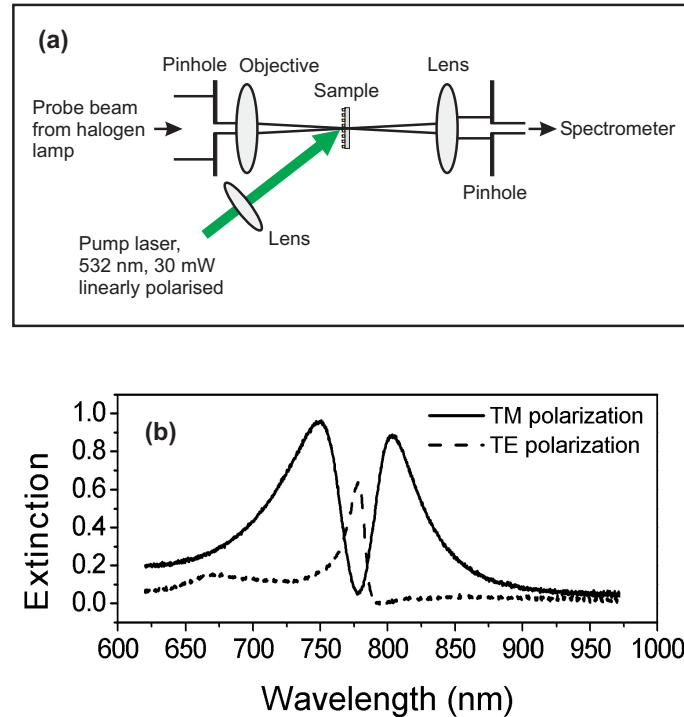 (a)
Pinhole
Objective
Sample
Lens
Probe beam
from halogen
lamp
Spectrometer
Pinhole
Lens
Pump laser,
532 nm, 30 mW
linearly polarised
(b)
TM polarization
TE polarization
1.0
0.8
0.6
0.4
0.2
0.0
Extinction
600 650 700 750 800 850 900 950 1000
Wavelength (nm)